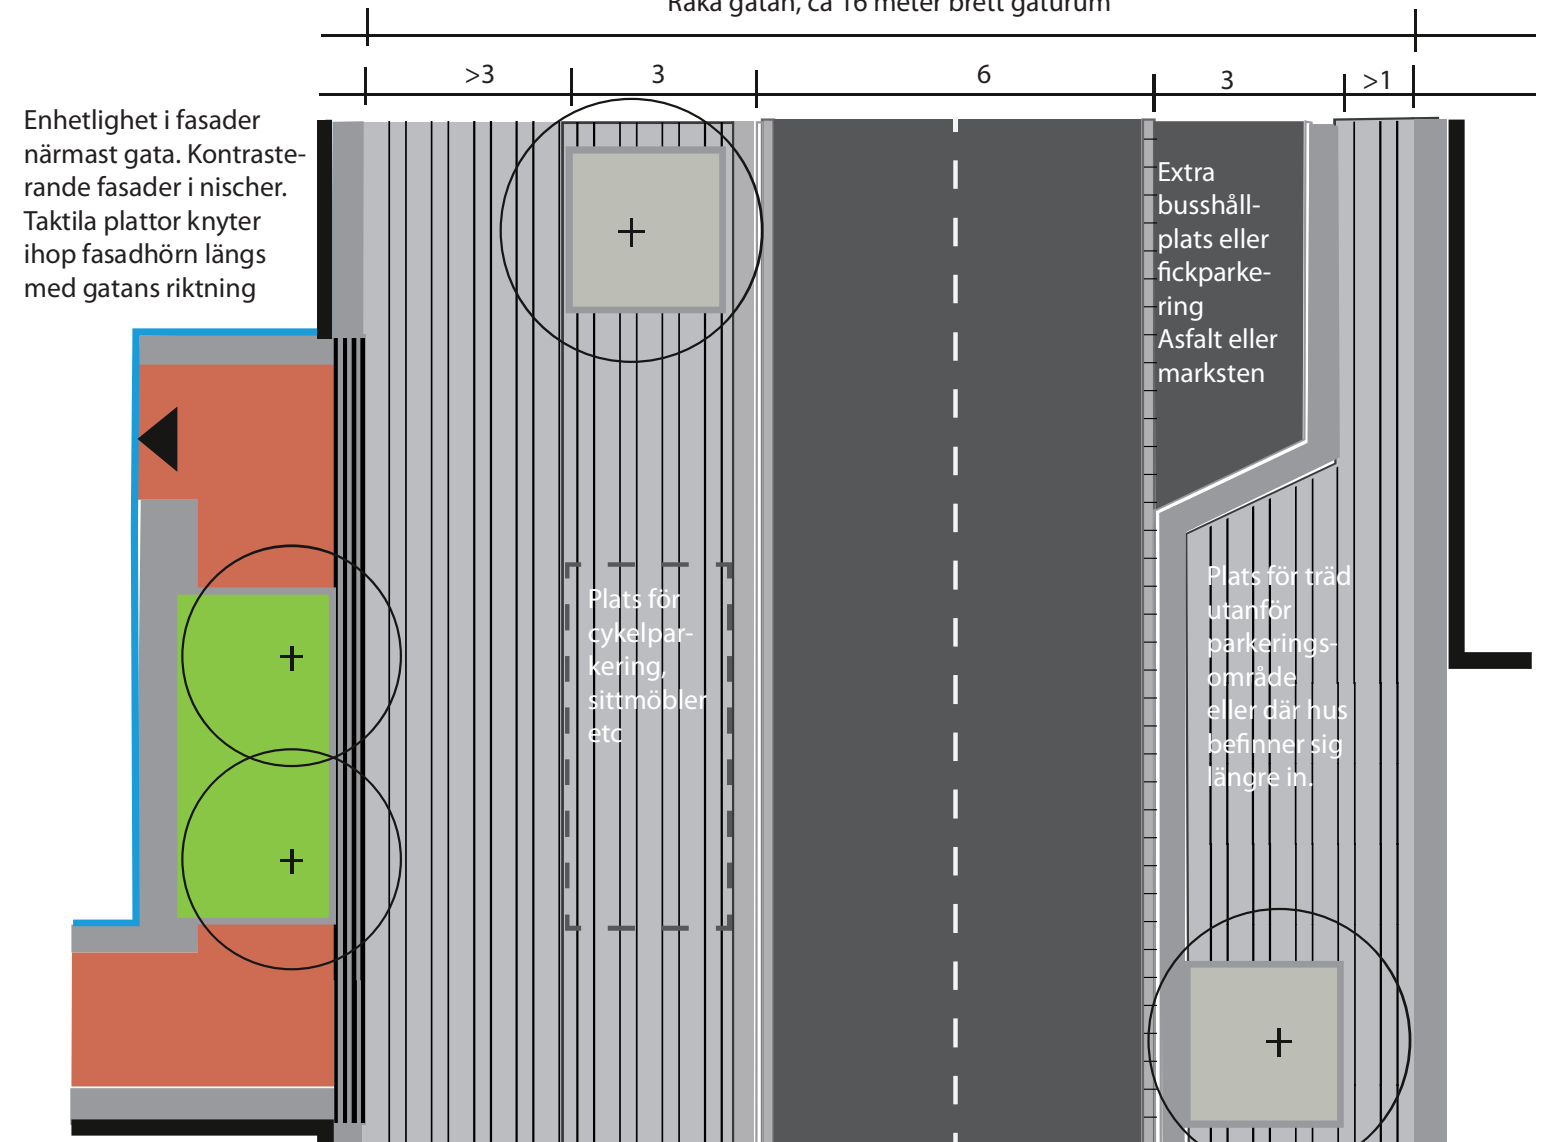 Raka gatan, ca 16 meter brett gaturum
>3
3
6
3
>1
Enhetlighet i fasader
närmast gata. Kontraste-
rande fasader i nischer.
Taktila plattor knyter
ihop fasadhörn längs
med gatans riktning
Extra
busshåll-
plats eller
fickparke-
ring
Asfalt eller
marksten
Plats för
cykelpar-
kering,
sittmöbler
etc
Plats för träd
utanför
parkerings-
område
eller där hus
befinner sig
längre in.